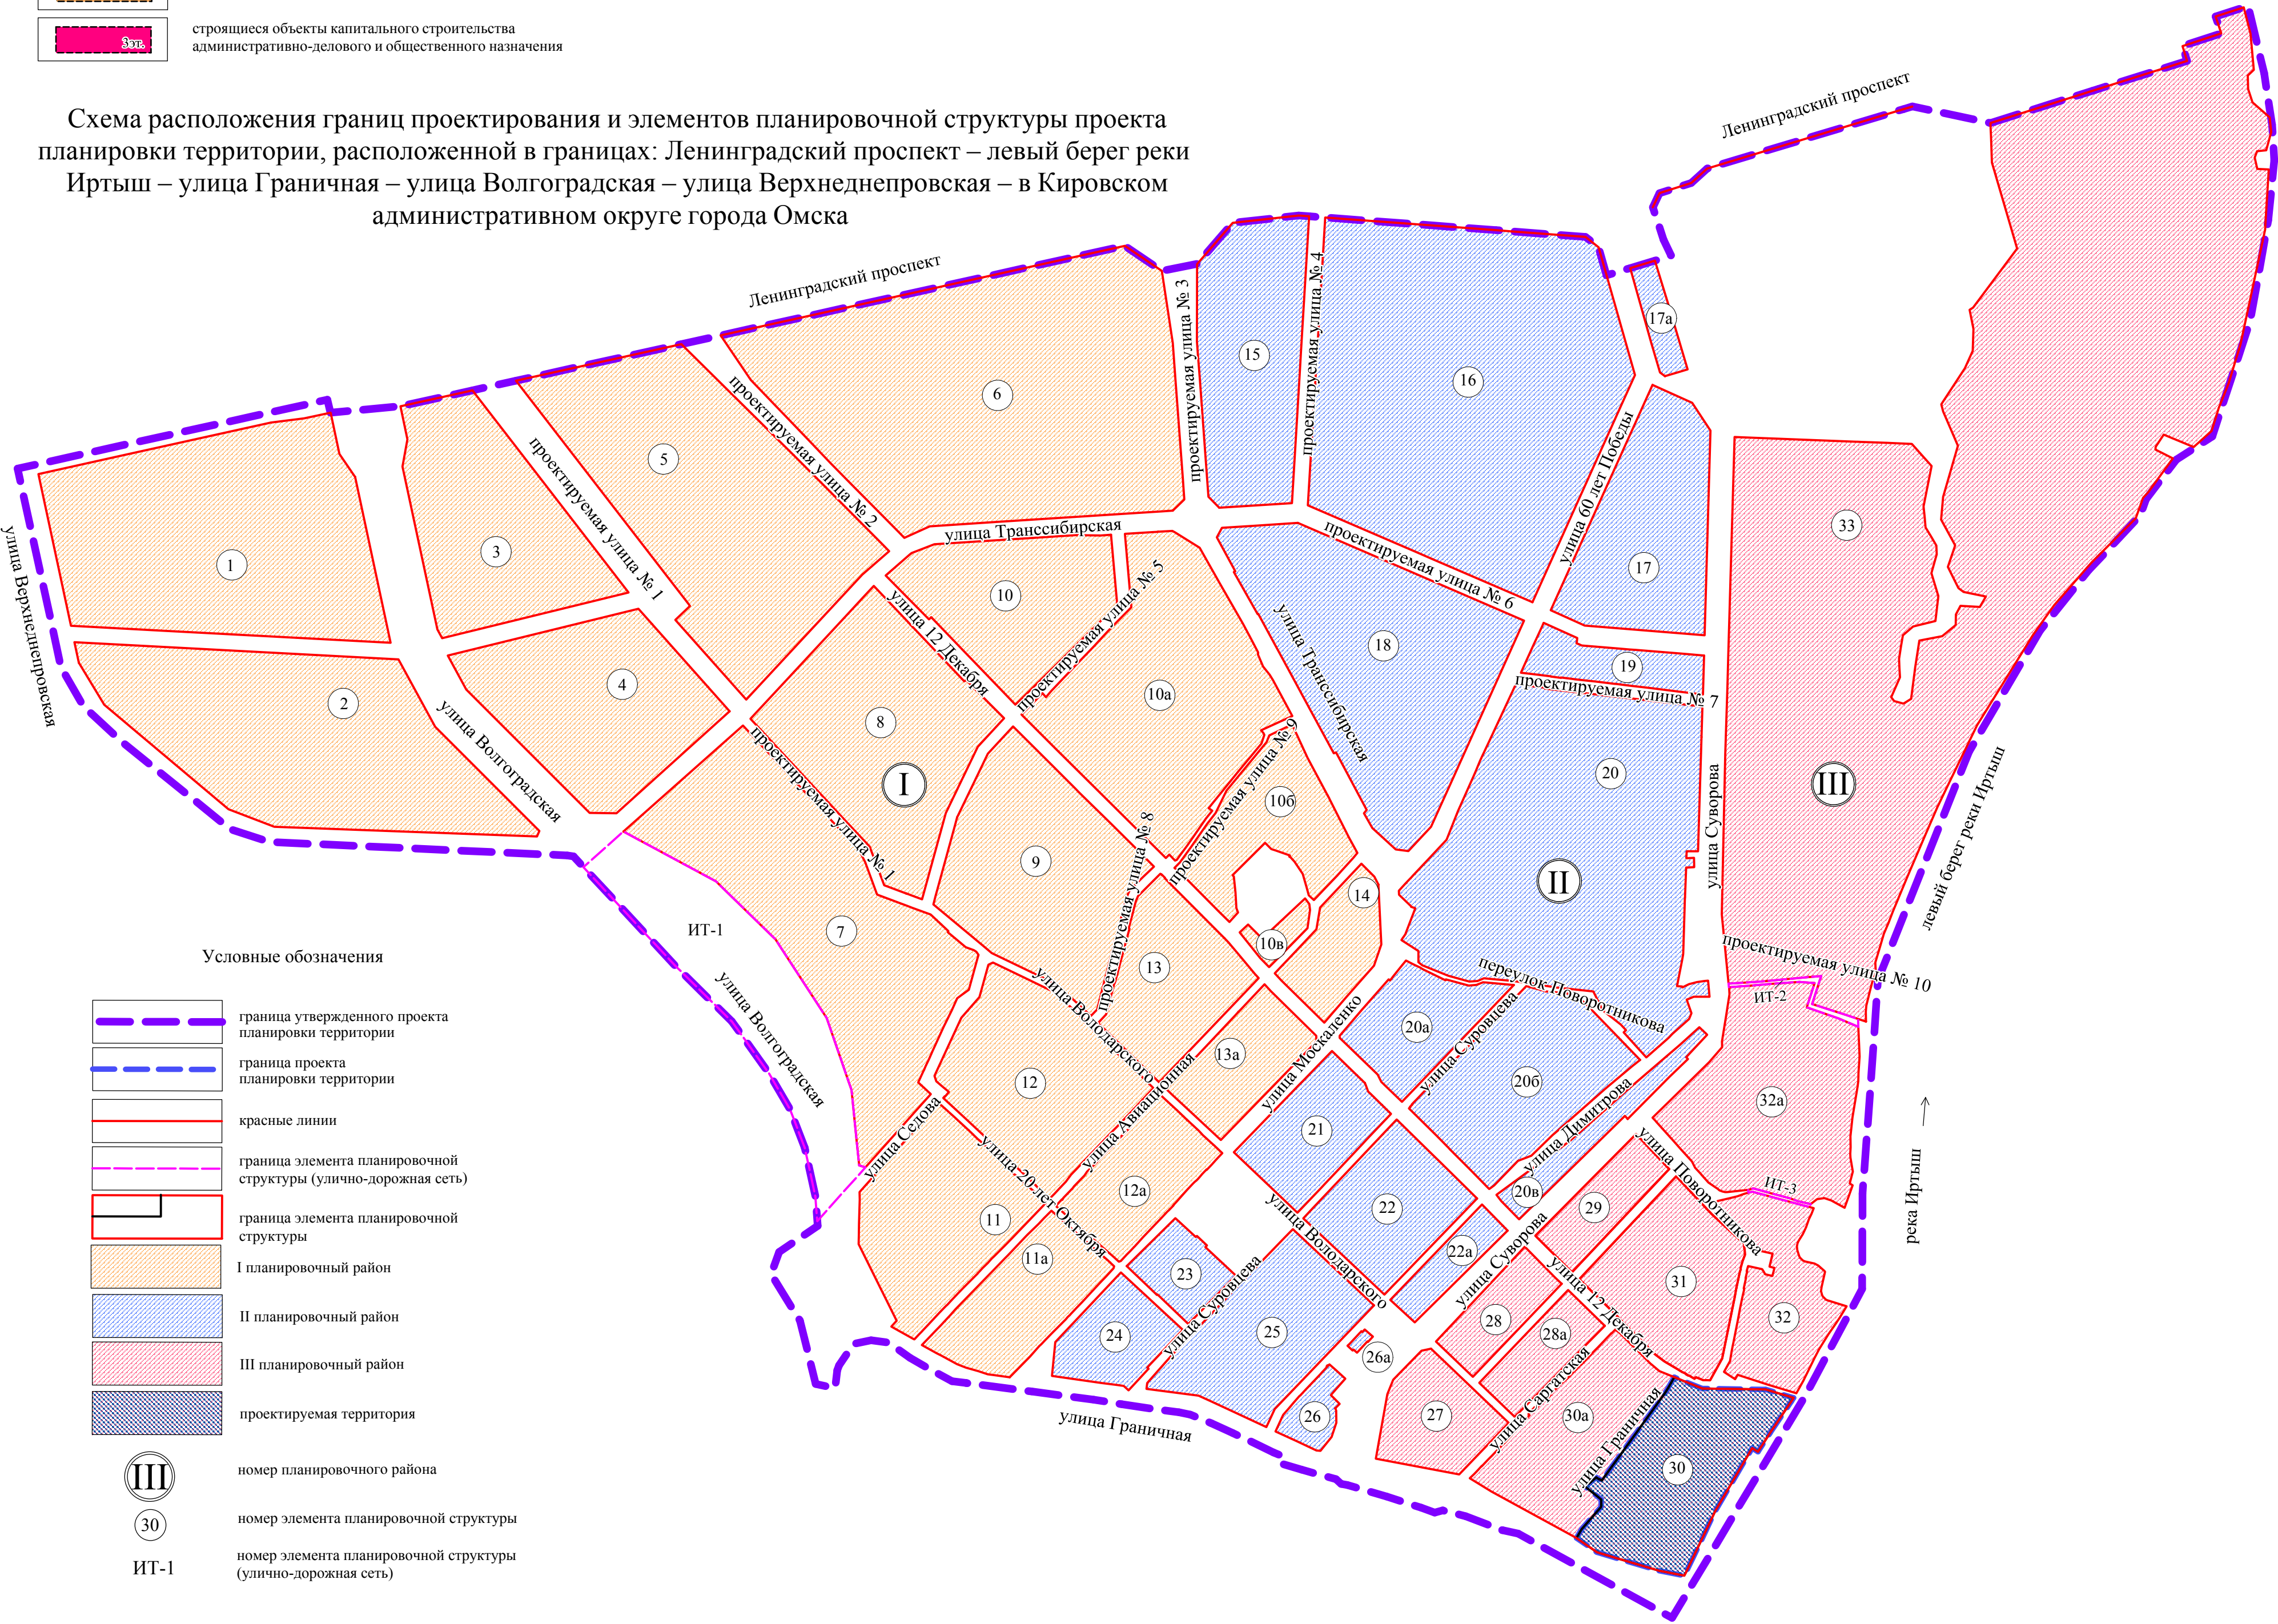 3эт.
строящиеся объекты капитального строительства
административно-делового и общественного назначения
Схема расположения границ проектирования и элементов планировочной структуры проекта
планировки территории, расположенной в границах: Ленинградский проспект – левый берег реки
Иртыш – улица Граничная – улица Волгоградская – улица Верхнеднепровская – в Кировском
административном округе города Омска
Ленинградский проспект
Ленинградский проспект
улица Верхнеднепровская
проектируемая улица № 1
проектируемая улица № 2
проектируемая улица № 3
проектируемая улица № 4
улица 60 лет Победы
улица Транссибирская
проектируемая улица № 5
проектируемая улица № 6
улица 12 Декабря
улица Транссибирская
проектируемая улица № 7
улица Волгоградская
проектируемая улица № 1
проектируемая улица № 8
проектируемая улица № 9
улица Суворова
левый берег реки Иртыш
проектируемая улица № 10
переулок Поворотникова
улица Волгоградская
улица Володарского
улица Москаленко
улица Суровцева
улица Авиационная
улица Седова
улица 20 лет Октября
улица Димитрова
улица Поворотникова
река Иртыш
улица Володарского
улица Суровцева
улица Суворова
улица 12 Декабря
улица Саргатская
улица Граничная
улица Граничная
1
2
3
4
5
6
7
8
9
10
10а
10б
10в
11
11а
12
12а
13
13а
14
15
16
17
17а
18
19
20
20а
20б
20в
21
22
22а
23
24
25
26
26а
27
28
28а
29
30
30а
31
32
32а
33
I
II
III
ИТ-1
ИТ-2
ИТ-3
Условные обозначения
граница утвержденного проекта
планировки территории
граница проекта
планировки территории
красные линии
граница элемента планировочной
структуры (улично-дорожная сеть)
граница элемента планировочной
структуры
I планировочный район
II планировочный район
III планировочный район
проектируемая территория
III
номер планировочного района
30
номер элемента планировочной структуры
ИТ-1
номер элемента планировочной структуры
(улично-дорожная сеть)